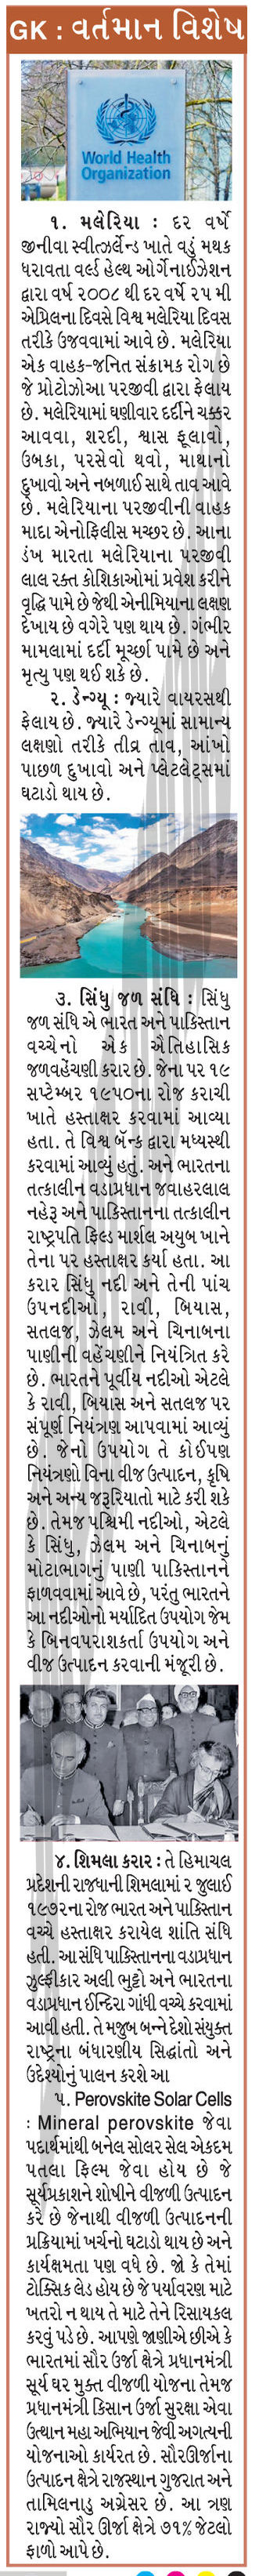 GK : વર્તમાન વિશેષ
World Health
Organization
૧. મલેરિયા : દર વર્ષે
જીનીવા સ્વીત્ઝર્લેન્ડ ખાતે વડું મથક
ધરાવતા વર્લ્ડ હેલ્થ ઓર્ગેનાઈઝેશન
દ્વારા વર્ષ ૨૦૦૮ થી દર વર્ષે ૨૫ મી
એપ્રિલના દિવસે વિશ્વ મલેરિયા દિવસ
તરીકે ઉજવવામાં આવે છે. મલેરિયા
એક વાહક-જનિત સંક્રામક રોગ છે
જે પ્રોટોઝોઆ પરજીવી દ્વારા ફેલાય
છે. મલેરિયામાં ઘણીવાર દર્દીને ચક્કર
આવવા, શરદી, શ્વાસ ફૂલાવો,
ઉબકા, પરસેવો થવો, માથાનો
દુખાવો અને નબળાઈ સાથે તાવ આવે
છે. મલેરિયાના પરજીવીની વાહક
માદા એનોફિલીસ મચ્છર છે. આના
ડંખ મારતા મલેરિયાના પરજીવી
લાલ રક્ત કોશિકાઓમાં પ્રવેશ કરીને
વૃદ્ધિ પામે છે જેથી એનીમિયાના લક્ષણ
દેખાય છે વગેરે પણ થાય છે. ગંભીર
મામલામાં દર્દી મૂર્ચ્છા પામે છે અને
મૃત્યુ પણ થઈ શકે છે.
૨. ડેન્ગ્યૂ : જ્યારે વાયરસથી
ફેલાય છે. જ્યારે ડેન્ગ્યૂમાં સામાન્ય
લક્ષણો તરીકે તીવ્ર તાવ, આંખો
પાછળ દુખાવો અને પ્લેટલેટ્સમાં
ઘટાડો થાય છે.
૩. સિંધુ જળ સંધિ : સિંધુ
જળ સંધિ એ ભારત અને પાકિસ્તાન
વચ્ચેનો એક ઐતિહાસિક
જળવહેંચણી કરાર છે. જેના પર ૧૯
સપ્ટેમ્બર ૧૯૫૦ના રોજ કરાચી
ખાતે હસ્તાક્ષર કરવામાં આવ્યા
હતા. તે વિશ્વ બૅન્ક દ્વારા મધ્યસ્થી
કરવામાં આવ્યું હતું. અને ભારતના
તત્કાલીન વડાપ્રધાન જવાહરલાલ
નહેરૂ અને પાકિસ્તાનના તત્કાલીન
રાષ્ટ્રપતિ ફિલ્ડ માર્શલ અયુબ ખાને
તેના પર હસ્તાક્ષર કર્યા હતા. આ
કરાર સિંધુ નદી અને તેની પાંચ
ઉપનદીઓ, રાવી, બિયાસ,
સતલજ, ઝેલમ અને ચિનાબના
પાણીની વહેંચણીને નિયંત્રિત કરે
છે. ભારતને પૂર્વીય નદીઓ એટલે
કે રાવી, બિયાસ અને સતલજ પર
સંપૂર્ણ નિયંત્રણ આપવામાં આવ્યું
છે. જેનો ઉપયોગ તે કોઈપણ
નિયંત્રણો વિના વીજ ઉત્પાદન, કૃષિ
અને અન્ય જરૂરિયાતો માટે કરી શકે
છે. તેમજ પશ્ચિમી નદીઓ, એટલે
કે સિંધુ, ઝેલમ અને ચિનાબનું
મોટાભાગનું પાણી પાકિસ્તાનને
ફાળવવામાં આવે છે, પરંતુ ભારતને
આ નદીઓનો મર્યાદિત ઉપયોગ જેમ
કે બિનવપરાશકર્તા ઉપયોગ અને
વીજ ઉત્પાદન કરવાની મંજૂરી છે.
૪. શિમલા કરાર : તે હિમાચલ
પ્રદેશની રાજધાની શિમલામાં ૨ જુલાઈ
૧૯૭૨ના રોજ ભારત અને પાકિસ્તાન
વચ્ચે હસ્તાક્ષર કરાયેલ શાંતિ સંધિ
હતી. આ સંધિ પાકિસ્તાનના વડાપ્રધાન
ઝુલ્ફીકાર અલી ભુટ્ટો અને ભારતના
વડાપ્રધાન ઈન્દિરા ગાંધી વચ્ચે કરવામાં
આવી હતી. તે મજુબ બન્ને દેશો સંયુક્ત
રાષ્ટ્રના બંધારણીય સિદ્ધાંતો અને
ઉદેશ્યોનું પાલન કરશે આ
૫. Perovskite Solar Cells
: Mineral perovskite જેવા
પદાર્થમાંથી બનેલ સોલર સેલ એકદમ
પતલા ફિલ્મ જેવા હોય છે જે
સૂર્યપ્રકાશને શોષીને વીજળી ઉત્પાદન
કરે છે જેનાથી વીજળી ઉત્પાદનની
પ્રક્રિયામાં ખર્ચનો ઘટાડો થાય છે અને
કાર્યક્ષમતા પણ વધે છે. જો કે તેમાં
ટોક્સિક લેડ હોય છે જે પર્યાવરણ માટે
ખતરો ન થાય તે માટે તેને રિસાયકલ
કરવું પડે છે. આપણે જાણીએ છીએ કે
ભારતમાં સૌર ઉર્જા ક્ષેત્રે પ્રધાનમંત્રી
સૂર્ય ઘર મુક્ત વીજળી યોજના તેમજ
પ્રધાનમંત્રી કિસાન ઉર્જા સુરક્ષા એવા
ઉત્થાન મહા અભિયાન જેવી અગત્યની
યોજનાઓ કાર્યરત છે. સૌરઊર્જાના
ઉત્પાદન ક્ષેત્રે રાજસ્થાન ગુજરાત અને
તામિલનાડુ અગ્રેસર છે. આ ત્રણ
રાજ્યો સૌર ઊર્જા ક્ષેત્રે ૭૧% જેટલો
ફાળો આપે છે.